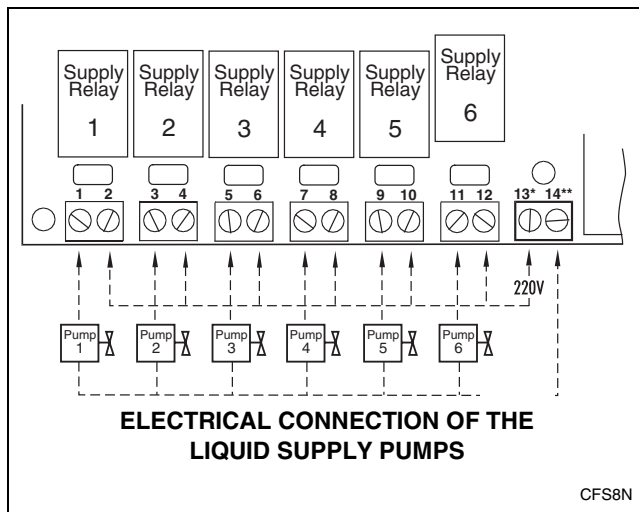 Supply Relay 1
Supply Relay 2
Supply Relay 3
Supply Relay 4
Supply Relay 5
Supply Relay 6
1 2 3 4 5 6 7 8 9 10 11 12 13* 14**
220V
Pump 1
Pump 2
Pump 3
Pump 4
Pump 5
Pump 6
ELECTRICAL CONNECTION OF THE
LIQUID SUPPLY PUMPS
CFS8N